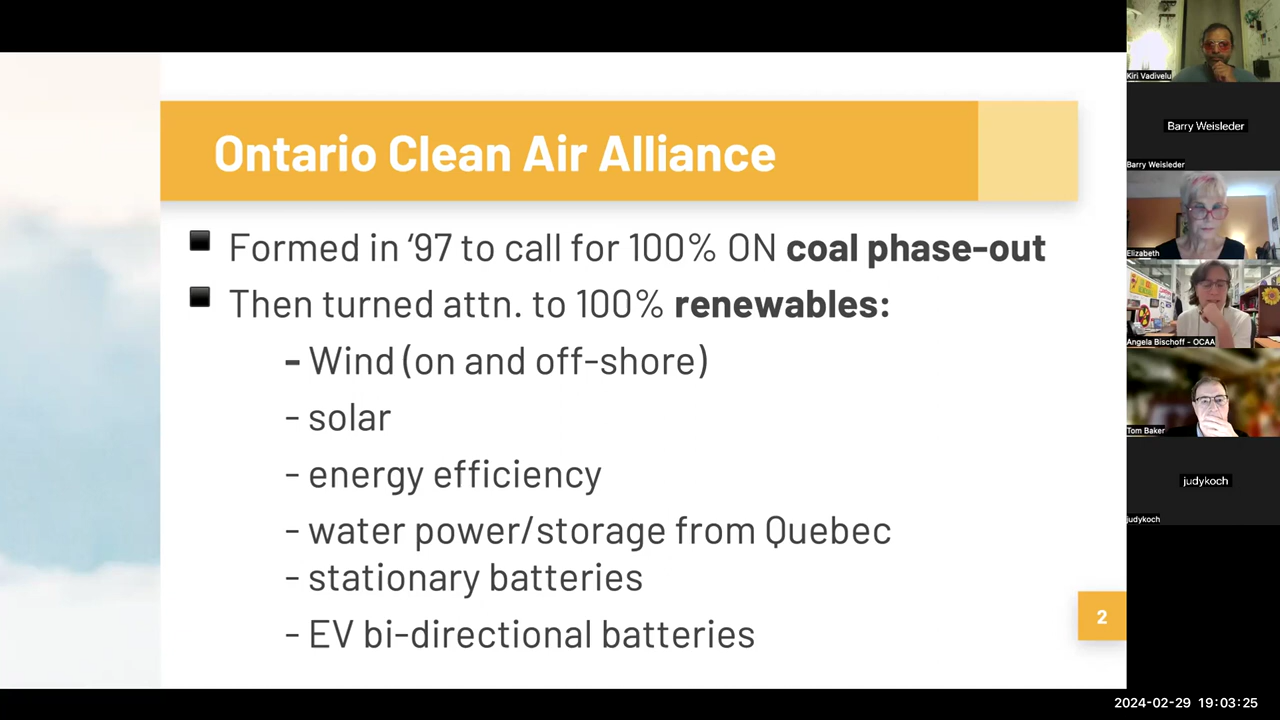 Ontario Clean Air Alliance
Formed in ‘97 to call for 100% ON coal phase-out
Then turned attn. to 100% renewables:
- Wind (on and off-shore)
- solar
- energy efficiency
- water power/storage from Quebec
- stationary batteries
- EV bi-directional batteries
2
Kiri Vadivelu
Barry Weisleder
Barry Weisleder
Elizabeth
Angela Bischoff - OCAA
Tom Baker
judykoch
judykoch
2024-02-29 19:03:25